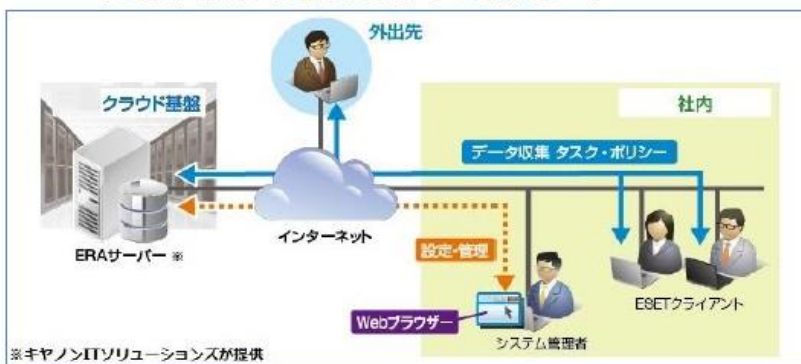 外出先
クラウド基盤
社内
データ収集 タスク・ポリシー
インターネット
ERAサーバー ※
設定・管理
ESETクライアント
Webブラウザー
システム管理者
※キヤノンITソリューションズが提供